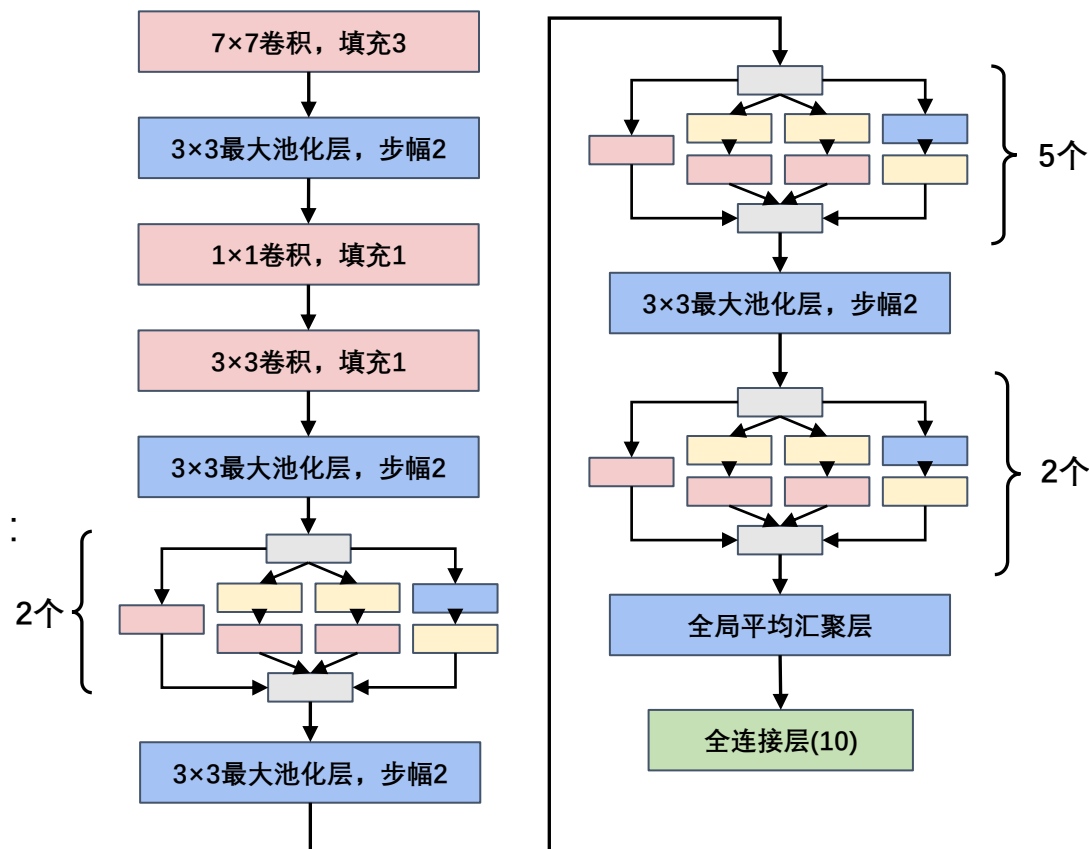 7×7卷积，填充3
3×3最大池化层，步幅2
1×1卷积，填充1
3×3卷积，填充1
3×3最大池化层，步幅2
:
2个
3×3最大池化层，步幅2
5个
3×3最大池化层，步幅2
2个
全局平均汇聚层
全连接层(10)